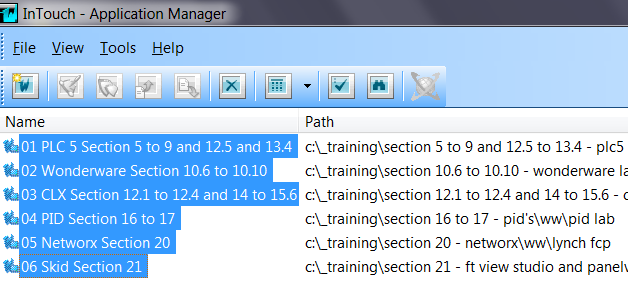 InTouch - Application Manager
File View Tools Help
Name Path
01 PLC 5 Section 5 to 9 and 12.5 and 13.4 c:\_training\section 5 to 9 and 12.5 to 13.4 - plc5
02 Wonderware Section 10.6 to 10.10 c:\_training\section 10.6 to 10.10 - wonderware la
03 CLX Section 12.1 to 12.4 and 14 to 15.6 c:\_training\section 12.1 to 12.4 and 14 to 15.6 - c
04 PID Section 16 to 17 c:\_training\section 16 to 17 - pid's\ww\pid lab
05 Networx Section 20 c:\_training\section 20 - networx\ww\lynch fcp
06 Skid Section 21 c:\_training\section 21 - ft view studio and panelv